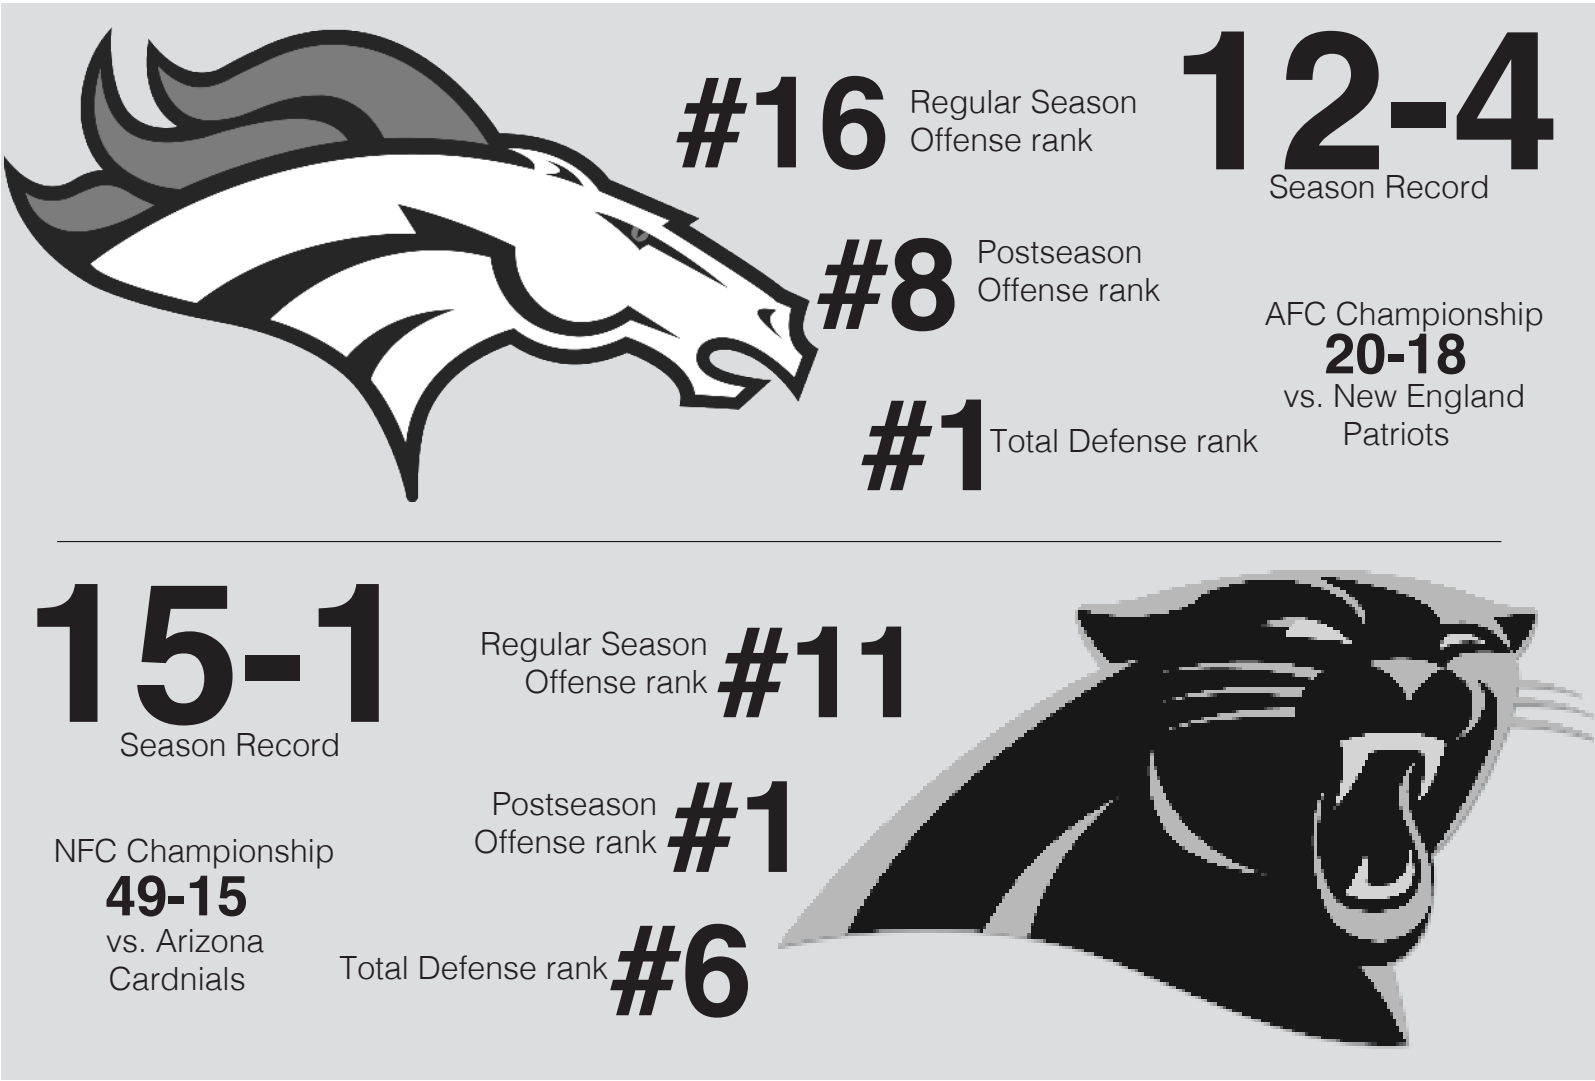 #16
Regular Season
Offense rank
12-4
Season Record
#8
Postseason
Offense rank
AFC Championship
20-18
vs. New England
Patriots
#1
Total Defense rank
15-1
Season Record
Regular Season
Offense rank
#11
Postseason
Offense rank
#1
NFC Championship
49-15
vs. Arizona
Cardnials
Total Defense rank
#6